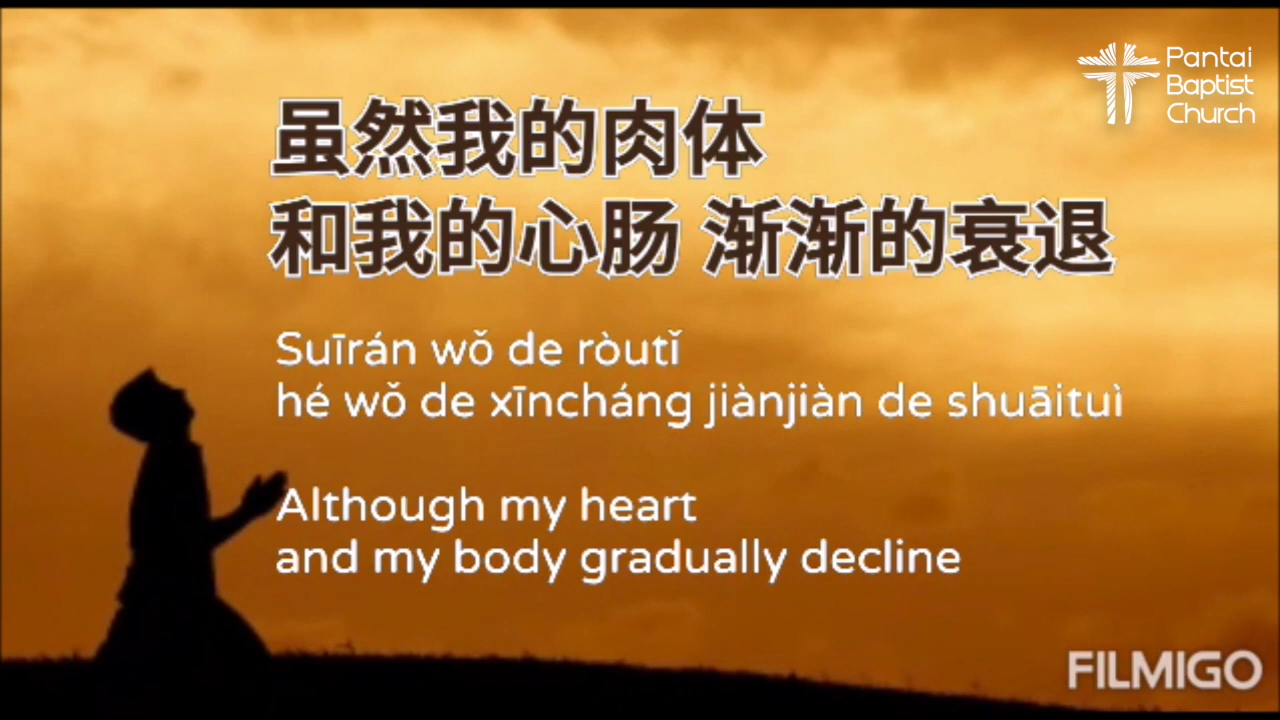 Pantai
Baptist
Church
虽然我的肉体
和我的心肠 渐渐的衰退
Suīrán wǒ de ròutǐ
hé wǒ de xīncháng jiànjiàn de shuāituì
Although my heart
and my body gradually decline
FILMIGO